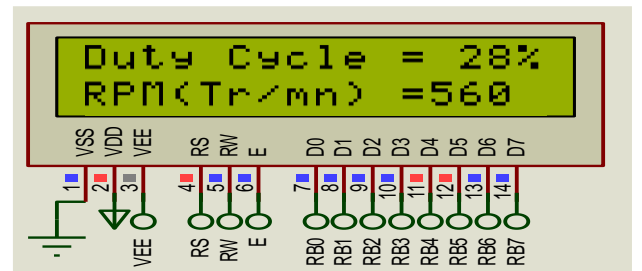 Duty Cycle = 28%
RPM(Tr/mn) =560
VSS VDD VEE RS RW E D0 D1 D2 D3 D4 D5 D6 D7
1 2 3 4 5 6 7 8 9 10 11 12 13 14
VEE RS RW E RB0 RB1 RB2 RB3 RB4 RB5 RB6 RB7